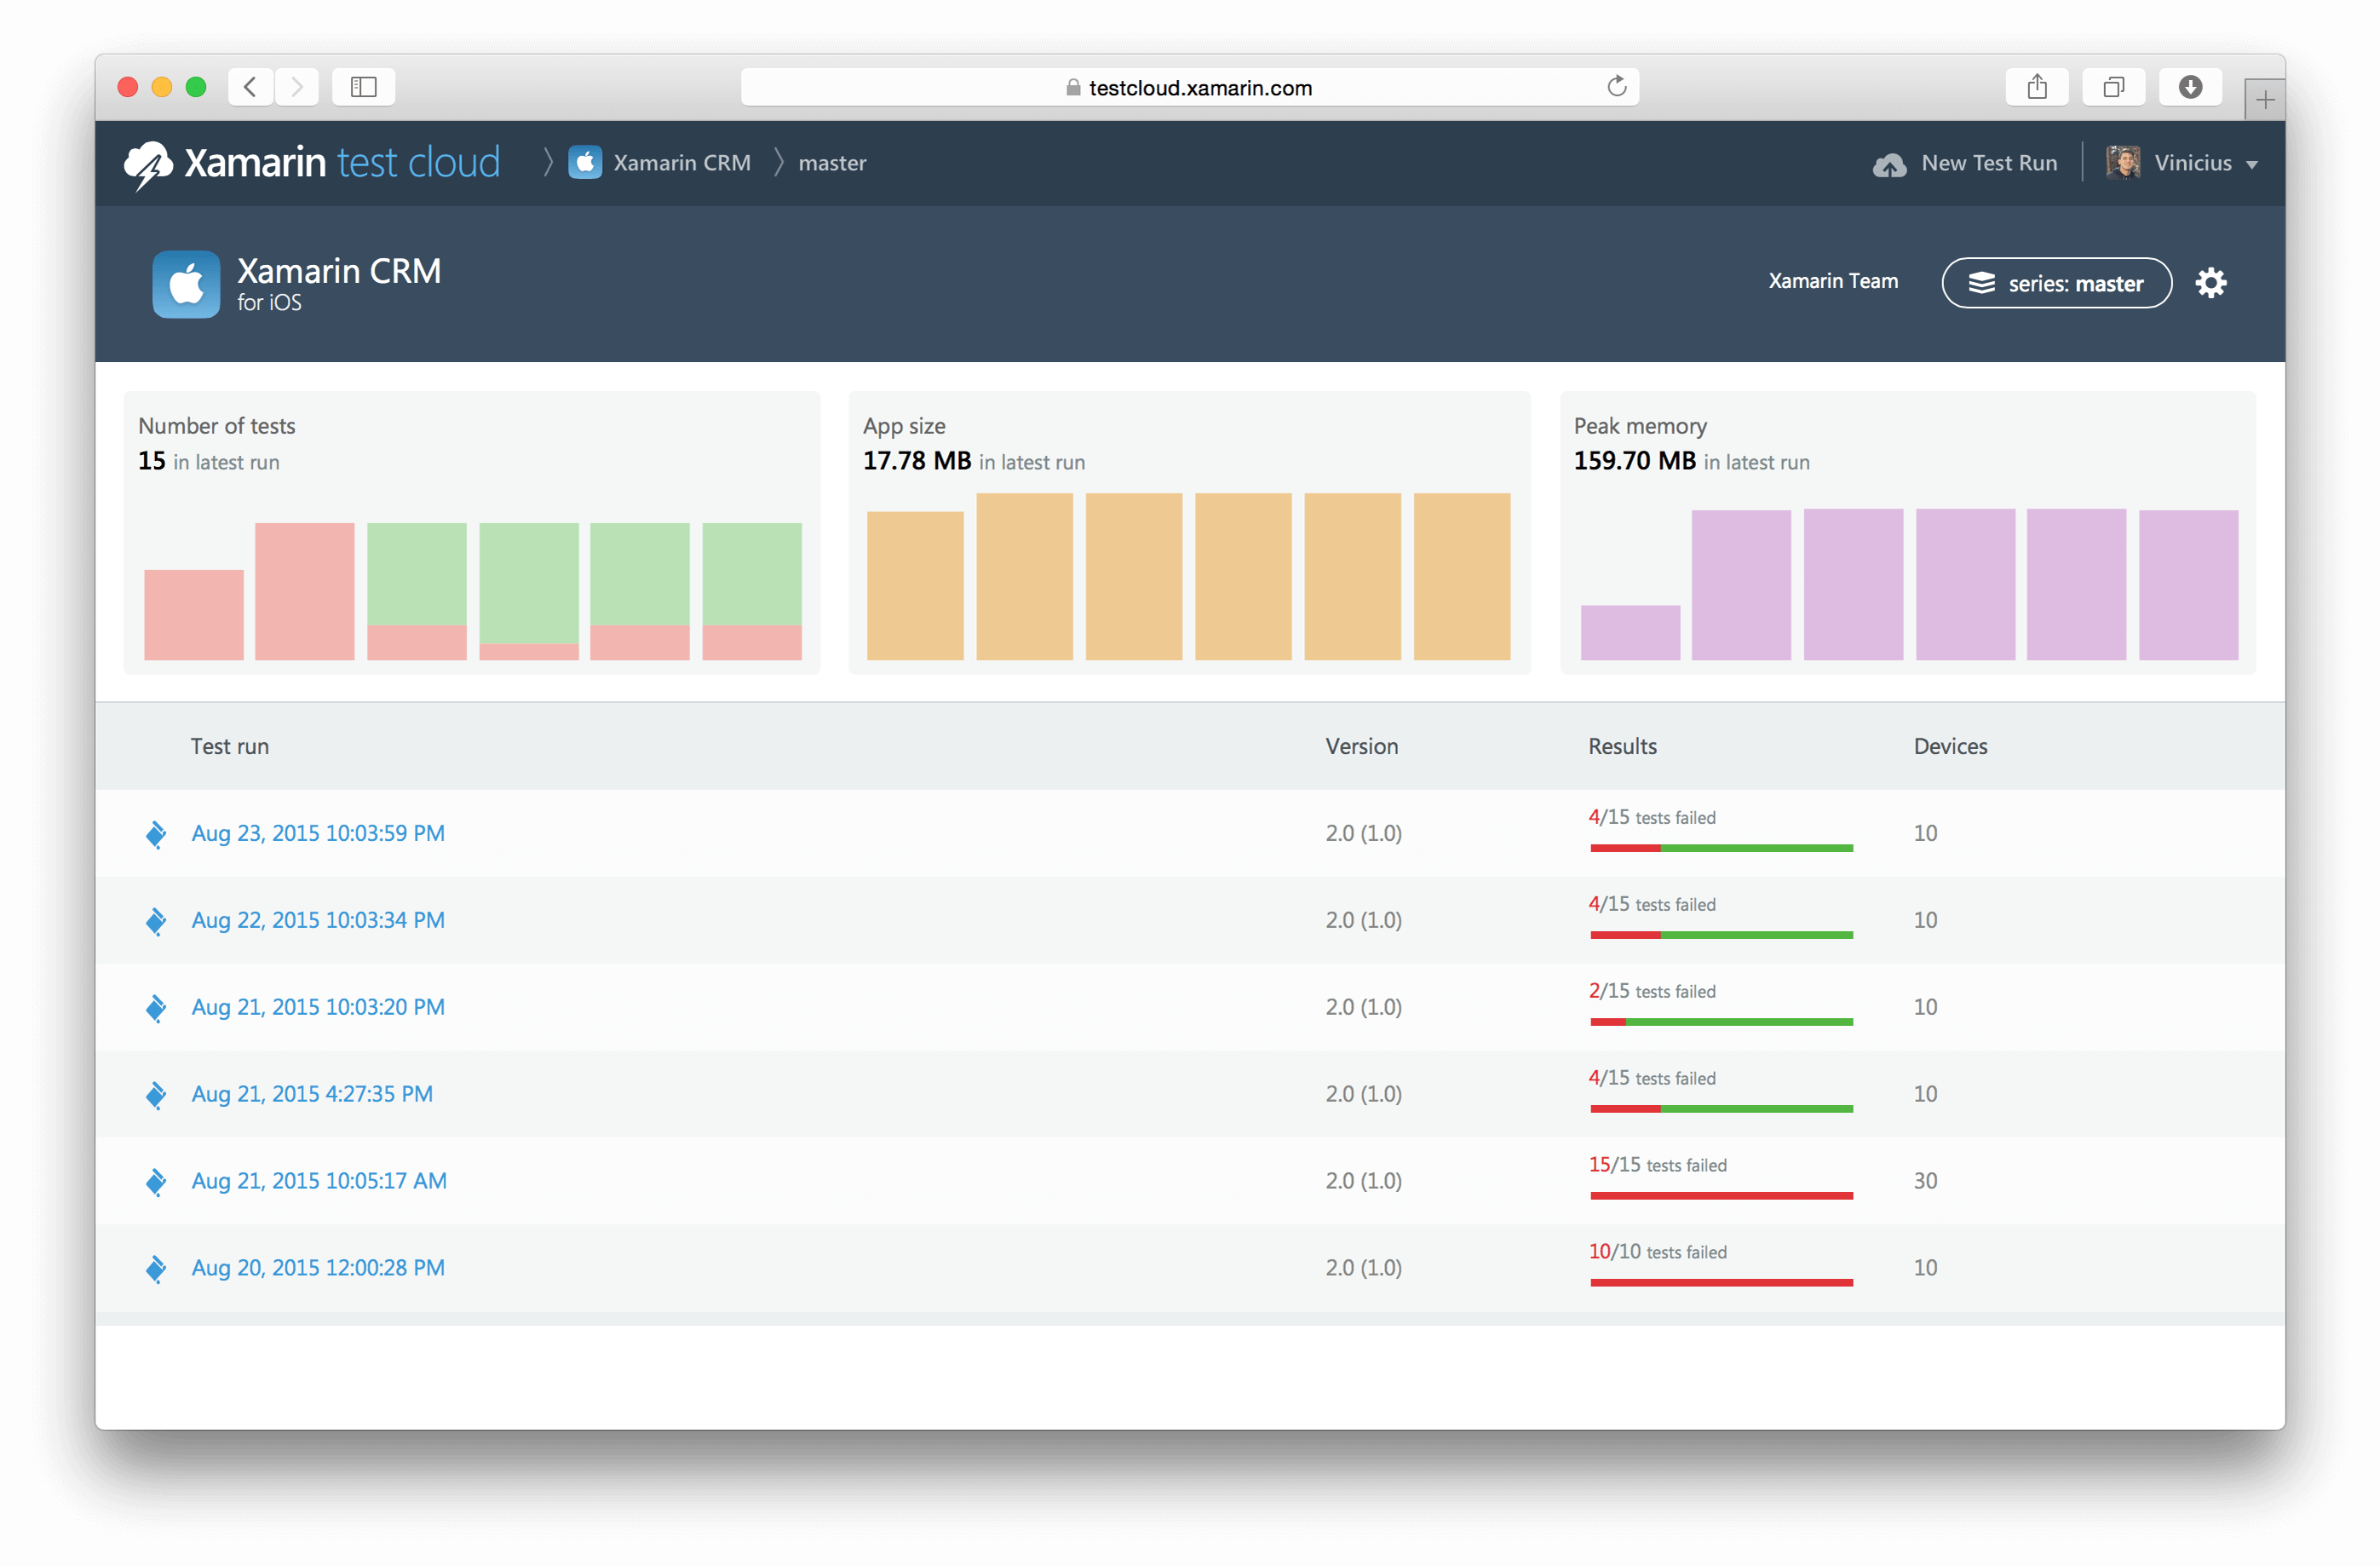 testcloud.xamarin.com
Xamarin test cloud
Xamarin CRM
master
New Test Run
Vinicius
Xamarin CRM
for iOS
Xamarin Team
series: master
Number of tests
15 in latest run
App size
17.78 MB in latest run
Peak memory
159.70 MB in latest run
Test run Version Results Devices
Aug 23, 2015 10:03:59 PM 2.0 (1.0) 4/15 tests failed 10
Aug 22, 2015 10:03:34 PM 2.0 (1.0) 4/15 tests failed 10
Aug 21, 2015 10:03:20 PM 2.0 (1.0) 2/15 tests failed 10
Aug 21, 2015 4:27:35 PM 2.0 (1.0) 4/15 tests failed 10
Aug 21, 2015 10:05:17 AM 2.0 (1.0) 15/15 tests failed 30
Aug 20, 2015 12:00:28 PM 2.0 (1.0) 10/10 tests failed 10